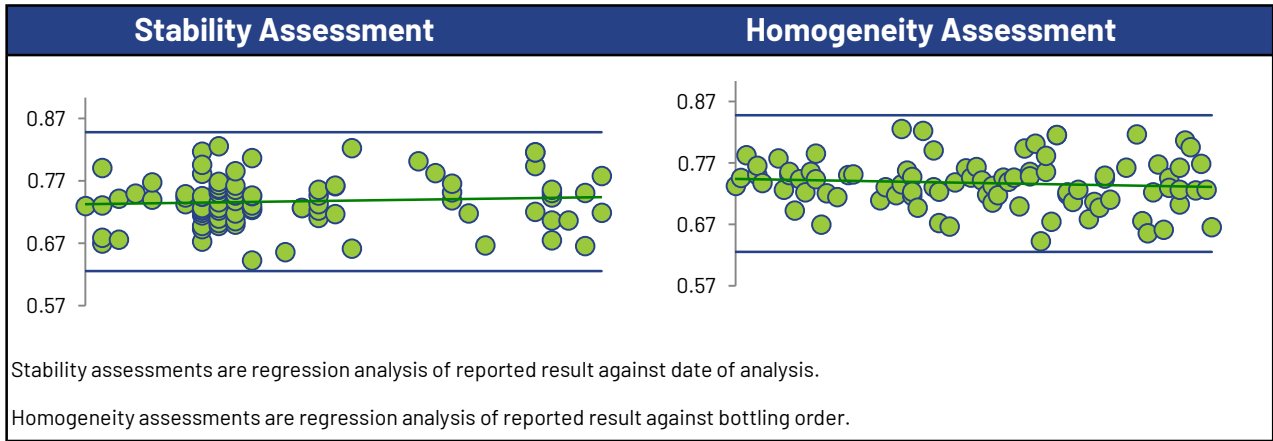 Stability Assessment
Homogeneity Assessment
0.87
0.77
0.67
0.57
0.87
0.77
0.67
0.57
Stability assessments are regression analysis of reported result against date of analysis.
Homogeneity assessments are regression analysis of reported result against bottling order.